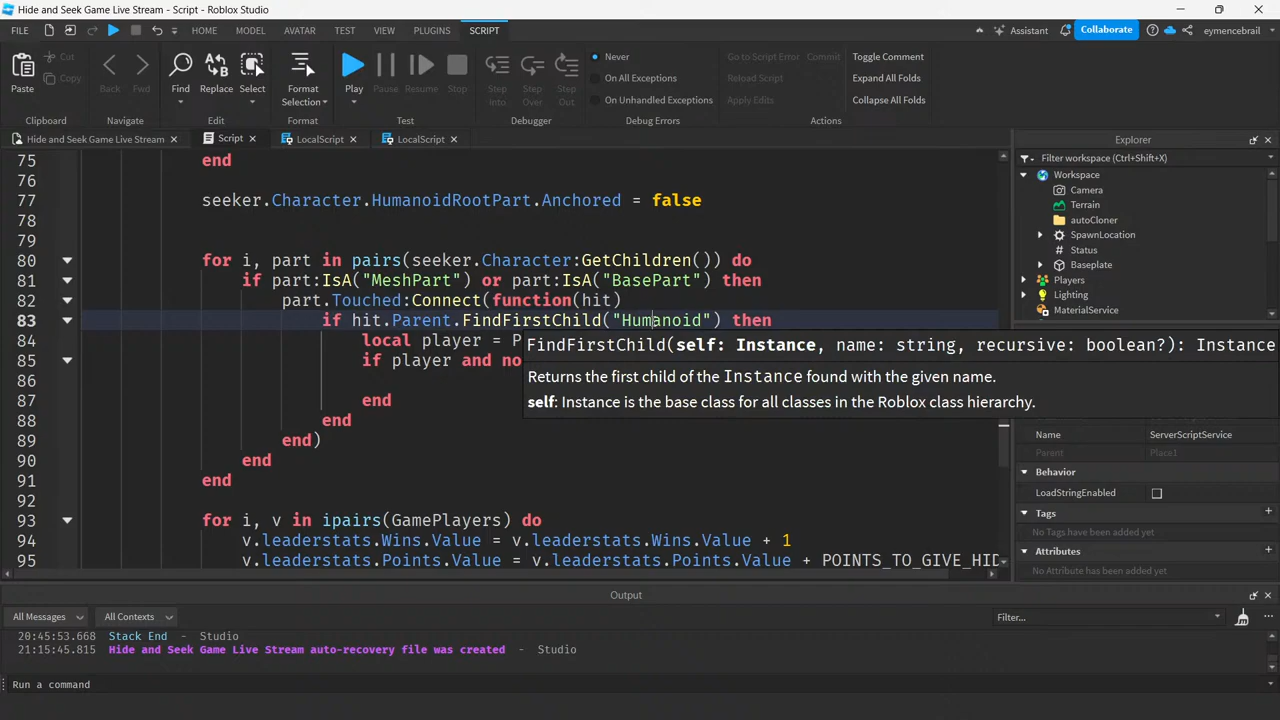 Hide and Seek Game Live Stream - Script - Roblox Studio
FILE HOME MODEL AVATAR TEST VIEW PLUGINS SCRIPT Assistant Collaborate eymencebrail
Cut
Copy
Paste
Back
Fwd
Find
Replace
Select
Format
Selection
Play
Pause
Resume
Stop
Step
Into
Step
Over
Step
Out
Never
On All Exceptions
On Unhandled Exceptions
Go to Script Error
Commit
Reload Script
Apply Edits
Toggle Comment
Expand All Folds
Collapse All Folds
Clipboard Navigate Edit Format Test Debugger Debug Errors Actions
Hide and Seek Game Live Stream Script LocalScript LocalScript
75 end
76
77 seeker.Character.HumanoidRootPart.Anchored = false
78
79
80 for i, part in pairs(seeker.Character:GetChildren()) do
81 if part:IsA("MeshPart") or part:IsA("BasePart") then
82 part.Touched:Connect(function(hit)
83 if hit.Parent.FindFirstChild("Humanoid") then
84 local player = P
85 if player and no
86
87 end
88 end
89 end)
90 end
91 end
92
93 for i, v in ipairs(GamePlayers) do
94 v.leaderstats.Wins.Value = v.leaderstats.Wins.Value + 1
95 v.leaderstats.Points.Value = v.leaderstats.Points.Value + POINTS_TO_GIVE_HID
FindFirstChild(self: Instance, name: string, recursive: boolean?): Instance
Returns the first child of the Instance found with the given name.
self: Instance is the base class for all classes in the Roblox class hierarchy.
Explorer
Filter workspace (Ctrl+Shift+X)
Workspace
Camera
Terrain
autoCloner
SpawnLocation
Status
Baseplate
Players
Lighting
MaterialService
Name ServerScriptService
Parent Place1
Behavior
LoadStringEnabled
Tags
No Tags have been added yet
Attributes
No Attribute has been added yet
Output
All Messages All Contexts Filter...
20:45:53.668 Stack End - Studio
21:15:45.815 Hide and Seek Game Live Stream auto-recovery file was created - Studio
Run a command